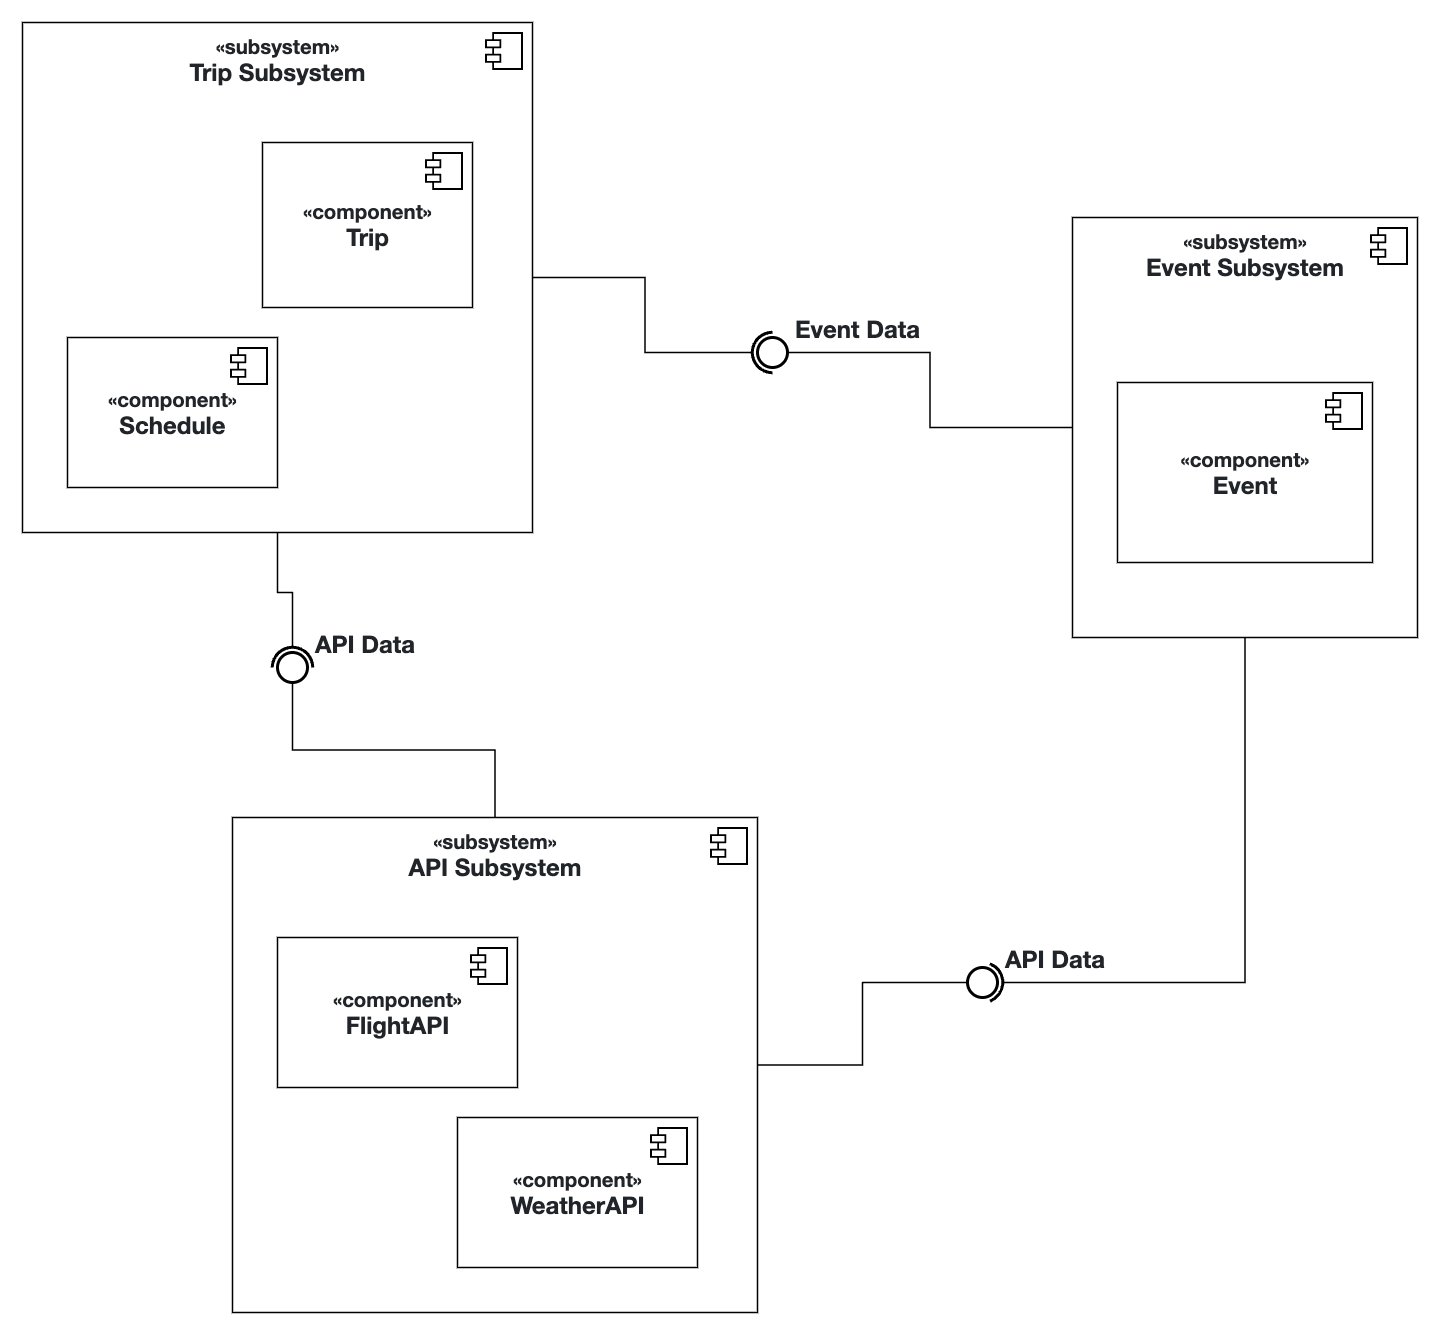 «subsystem»
Trip Subsystem
«component»
Trip
«component»
Schedule
Event Data
«subsystem»
Event Subsystem
«component»
Event
API Data
«subsystem»
API Subsystem
«component»
FlightAPI
«component»
WeatherAPI
API Data